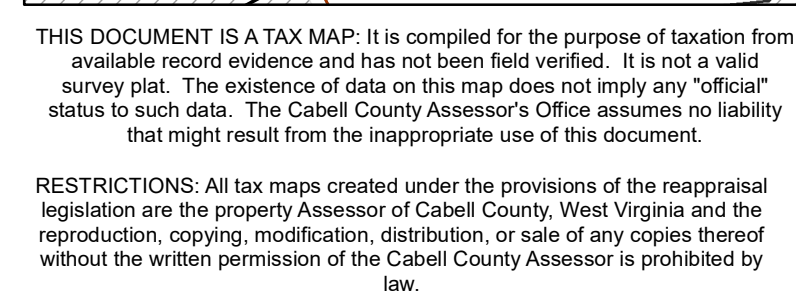 THIS DOCUMENT IS A TAX MAP: It is compiled for the purpose of taxation from
available record evidence and has not been field verified.  It is not a valid
survey plat.  The existence of data on this map does not imply any "official"
status to such data.  The Cabell County Assessor's Office assumes no liability
that might result from the inappropriate use of this document.
RESTRICTIONS: All tax maps created under the provisions of the reappraisal
legislation are the property Assessor of Cabell County, West Virginia and the
reproduction, copying, modification, distribution, or sale of any copies thereof
without the written permission of the Cabell County Assessor is prohibited by
law.